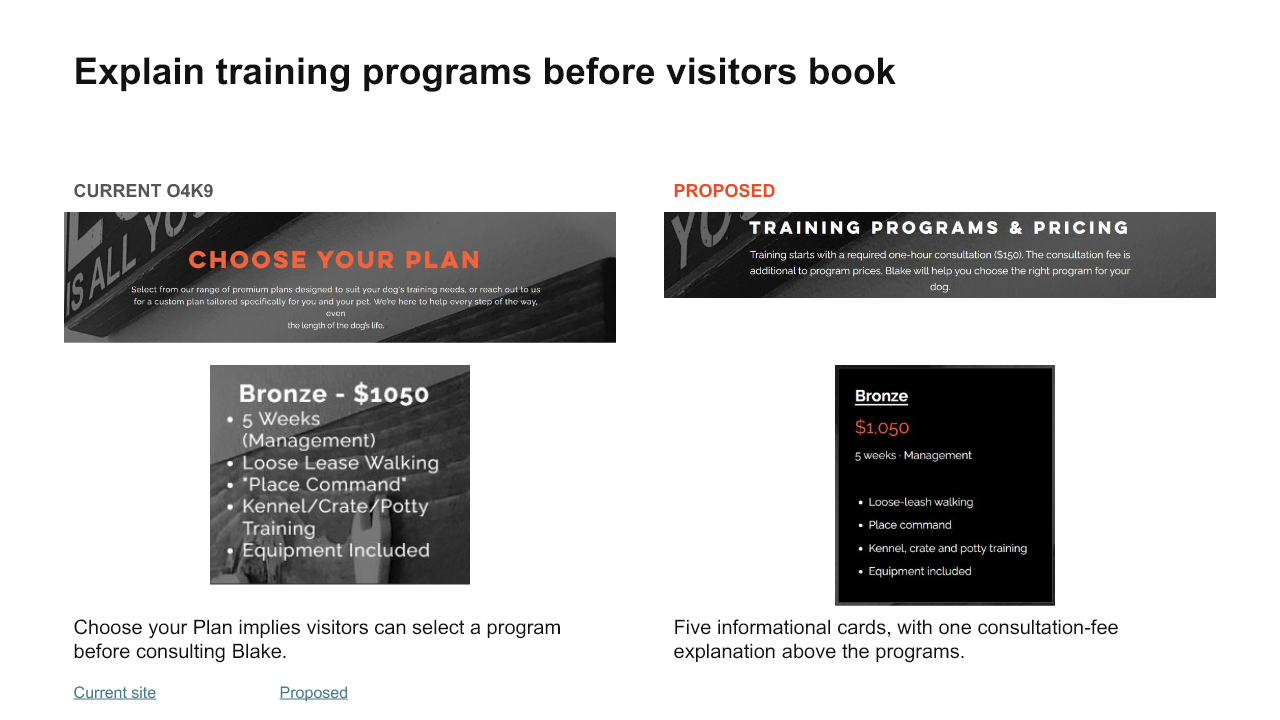 Explain training programs before visitors book
CURRENT O4K9
IS ALL YO
CHOOSE YOUR PLAN
Select from our range of premium plans designed to suit your dog's training needs, or reach out to us
for a custom plan tailored specifically for you and your pet. We're here to help every step of the way,
even
the length of the dog's life.
Bronze - $1050
• 5 Weeks
(Management)
• Loose Lease Walking
• "Place Command"
• Kennel/Crate/Potty
Training
• Equipment Included
Choose your Plan implies visitors can select a program
before consulting Blake.
PROPOSED
YO
TRAINING PROGRAMS & PRICING
Training starts with a required one-hour consultation ($150). The consultation fee is
additional to program prices. Blake will help you choose the right program for your
dog.
Bronze
$1,050
5 weeks · Management
• Loose-leash walking
• Place command
• Kennel, crate and potty training
• Equipment included
Five informational cards, with one consultation-fee
explanation above the programs.
Current site
Proposed